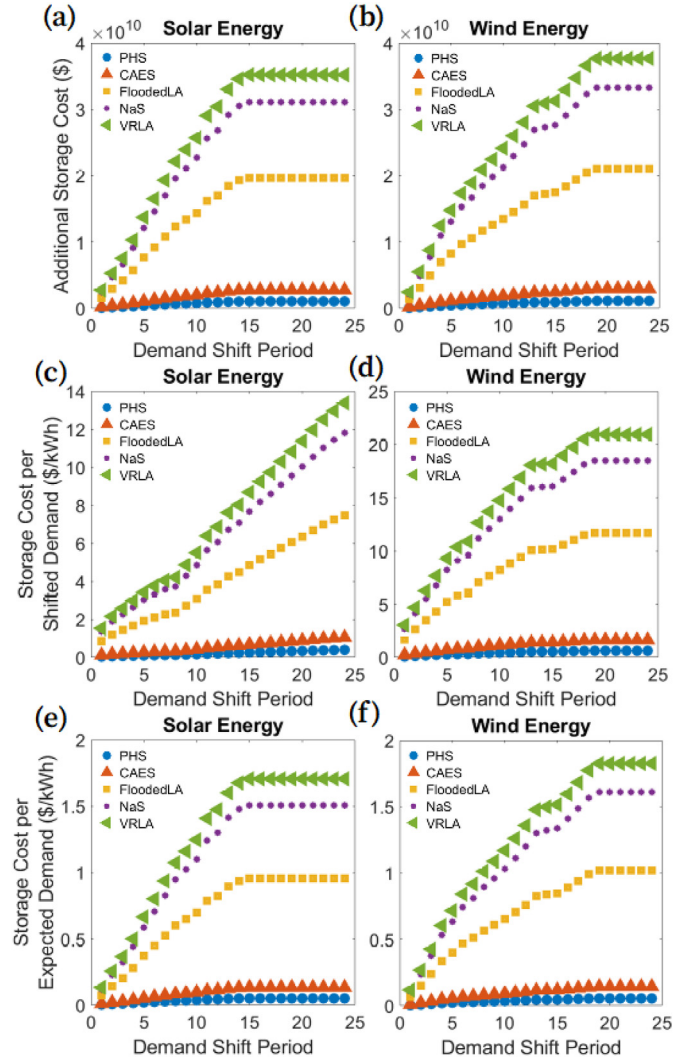 (a)
Solar Energy
×10^10
Additional Storage Cost ($)
4
3
2
1
0
PHS
CAES
FloodedLA
NaS
VRLA
0 5 10 15 20 25
Demand Shift Period
(b)
Wind Energy
×10^10
4
3
2
1
0
PHS
CAES
FloodedLA
NaS
VRLA
0 5 10 15 20 25
Demand Shift Period
(c)
Solar Energy
Storage Cost per
Shifted Demand ($/kWh)
14
12
10
8
6
4
2
0
PHS
CAES
FloodedLA
NaS
VRLA
0 5 10 15 20 25
Demand Shift Period
(d)
Wind Energy
25
20
15
10
5
0
PHS
CAES
FloodedLA
NaS
VRLA
0 5 10 15 20 25
Demand Shift Period
(e)
Solar Energy
Storage Cost per
Expected Demand ($/kWh)
2
1.5
1
0.5
0
PHS
CAES
FloodedLA
NaS
VRLA
0 5 10 15 20 25
Demand Shift Period
(f)
Wind Energy
2
1.5
1
0.5
0
PHS
CAES
FloodedLA
NaS
VRLA
0 5 10 15 20 25
Demand Shift Period